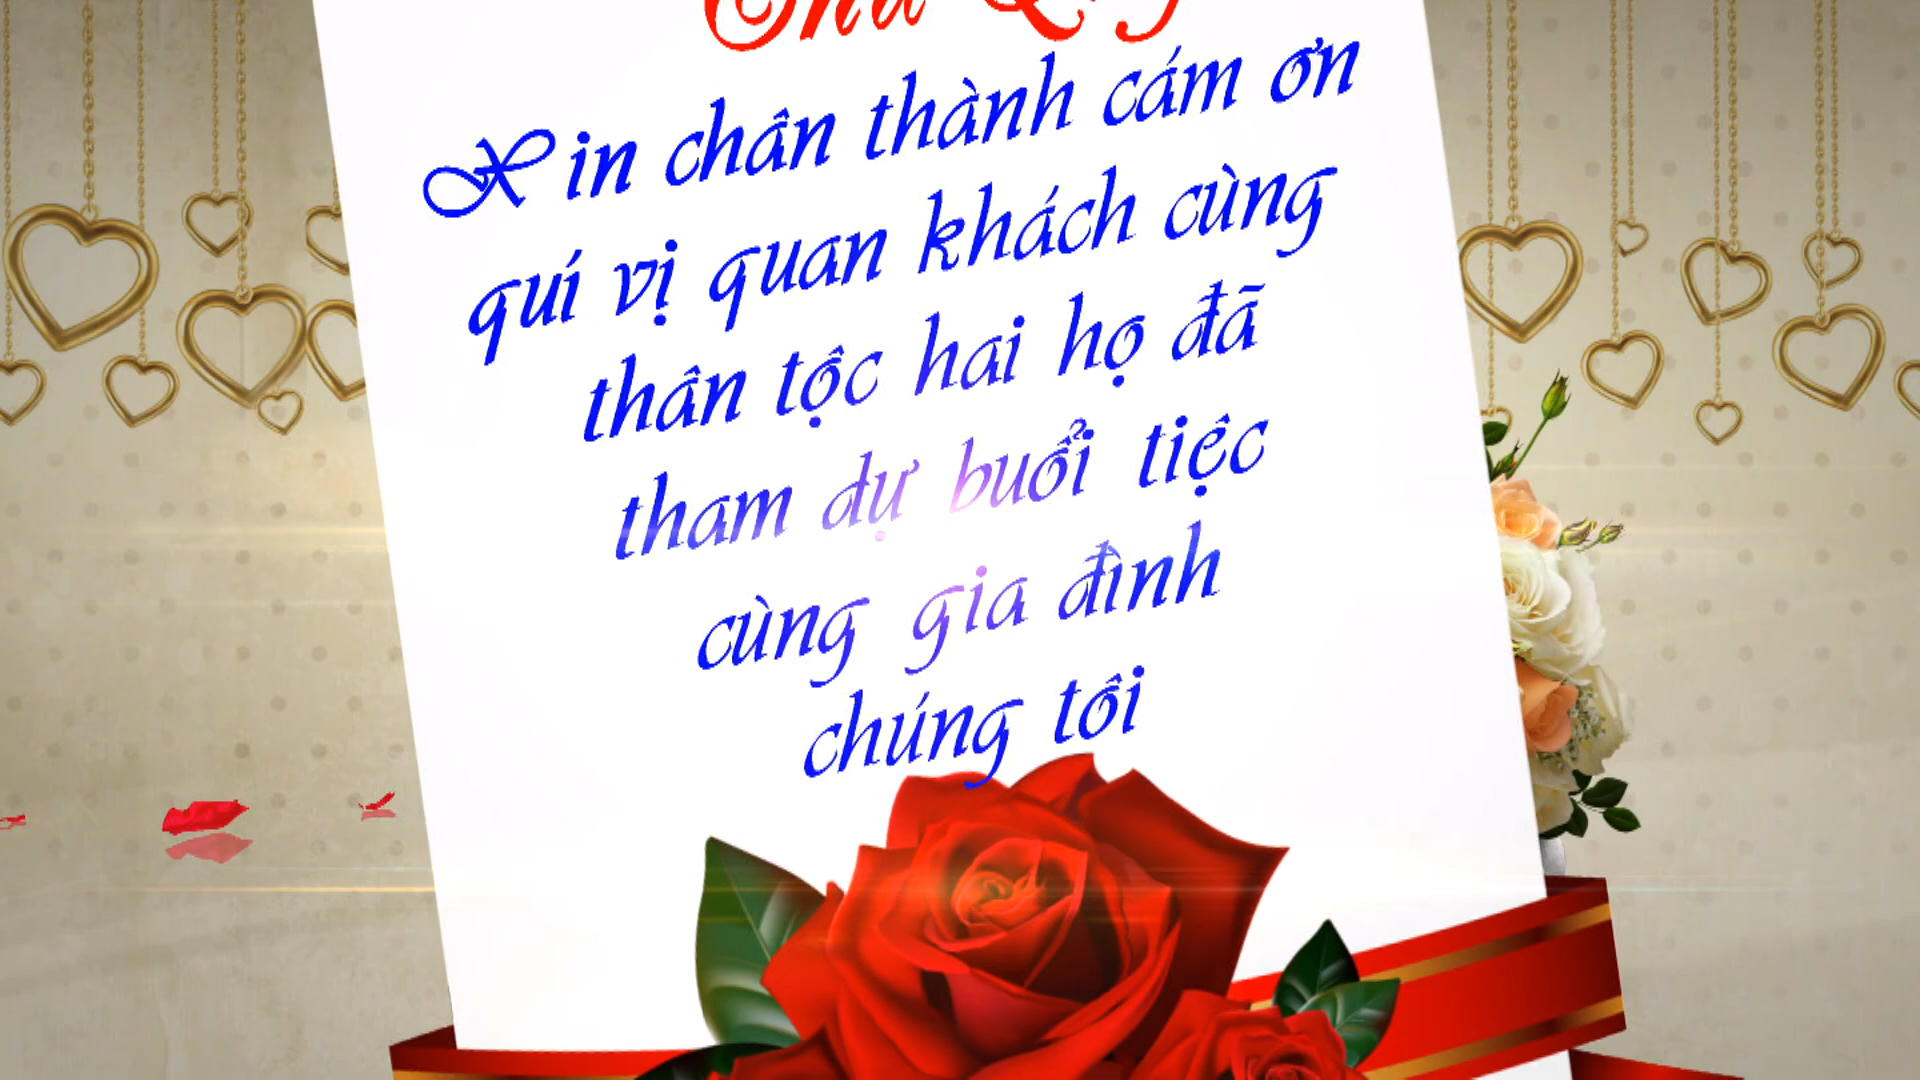 Xin chân thành cám ơn
quí vị quan khách cùng
thân tộc hai họ đã
tham dự buổi tiệc
cùng gia đình
chúng tôi